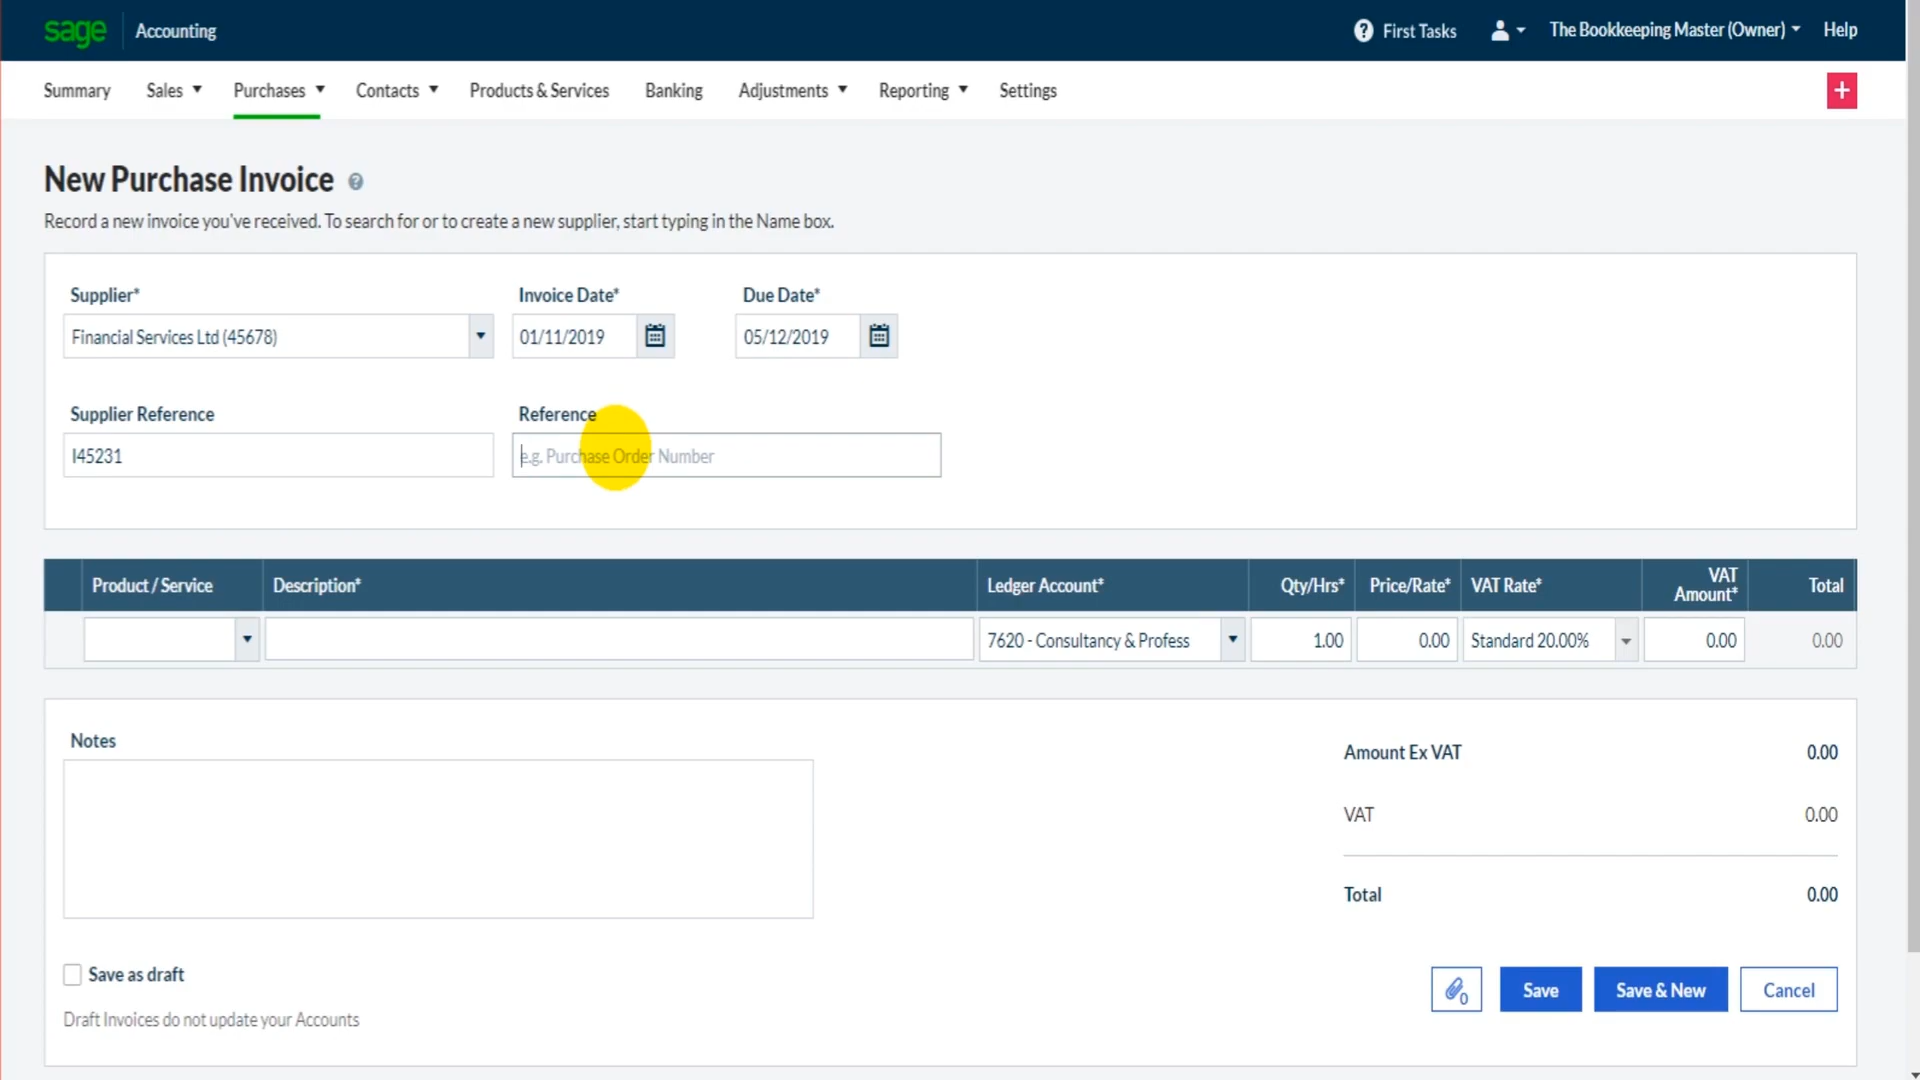 sage Accounting First Tasks The Bookkeeping Master (Owner) Help
Summary Sales Purchases Contacts Products & Services Banking Adjustments Reporting Settings +
New Purchase Invoice ?
Record a new invoice you've received. To search for or to create a new supplier, start typing in the Name box.
Supplier* Invoice Date* Due Date*
Financial Services Ltd (45678) 01/11/2019 05/12/2019
Supplier Reference Reference
I45231 e.g. Purchase Order Number
Product / Service Description* Ledger Account* Qty/Hrs* Price/Rate* VAT Rate* VAT Amount* Total
7620 - Consultancy & Profess 1.00 0.00 Standard 20.00% 0.00 0.00
Notes
Amount Ex VAT 0.00
VAT 0.00
Total 0.00
Save as draft
0 Save Save & New Cancel
Draft Invoices do not update your Accounts